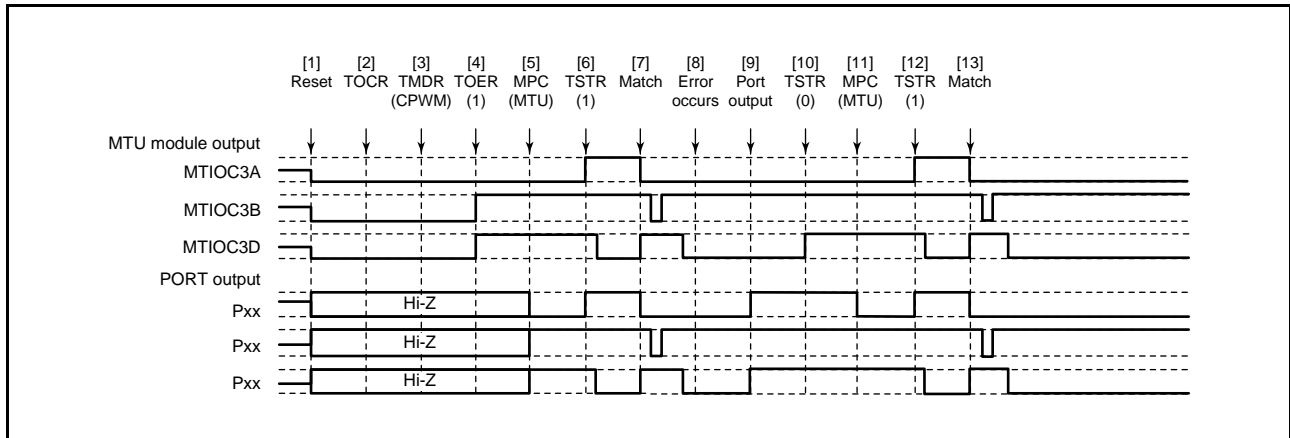 [1] [2] [3] [4] [5] [6] [7] [8] [9] [10] [11] [12] [13]
Reset TOCR TMDR TOER MPC TSTR Match Error Port TSTR MPC TSTR Match
(CPWM) (1) (MTU) (1) occurs output (0) (MTU) (1)
MTU module output
MTIOC3A
MTIOC3B
MTIOC3D
PORT output
Pxx Hi-Z
Pxx Hi-Z
Pxx Hi-Z